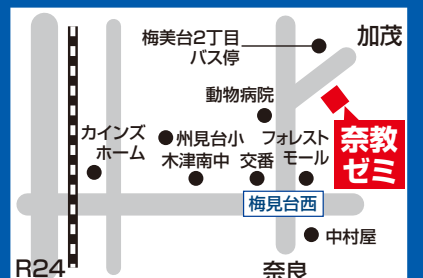 梅美台2丁目
バス停
加茂
動物病院
カインズ
ホーム
州見台小
フォレスト
モール
木津南中
交番
奈教
ゼミ
梅見台西
中村屋
R24
奈良